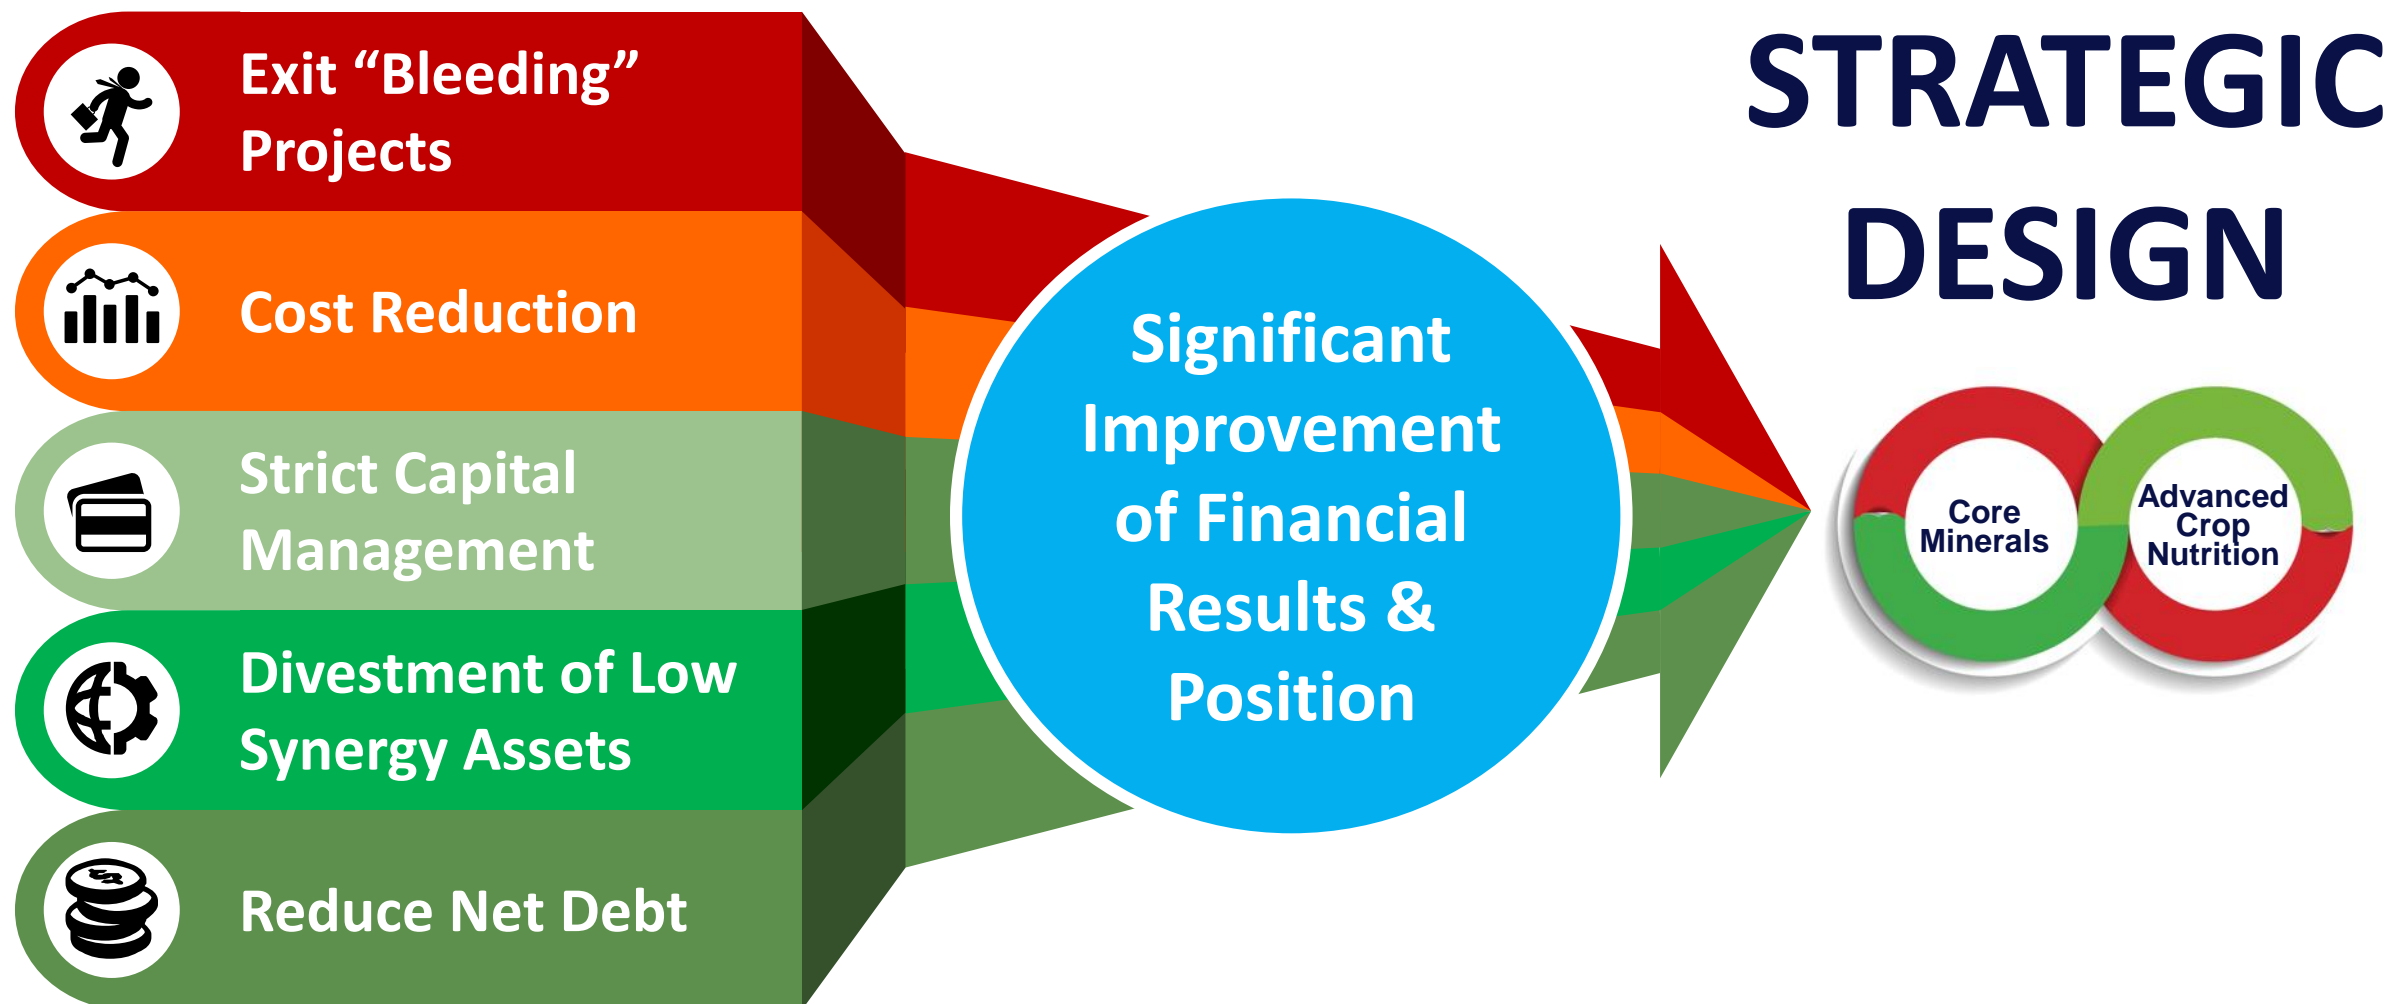 Exit “Bleeding”
Projects
Cost Reduction
Strict Capital
Management
Divestment of Low
Synergy Assets
Reduce Net Debt
Significant
Improvement
of Financial
Results &
Position
STRATEGIC
DESIGN
Core
Minerals
Advanced
Crop
Nutrition